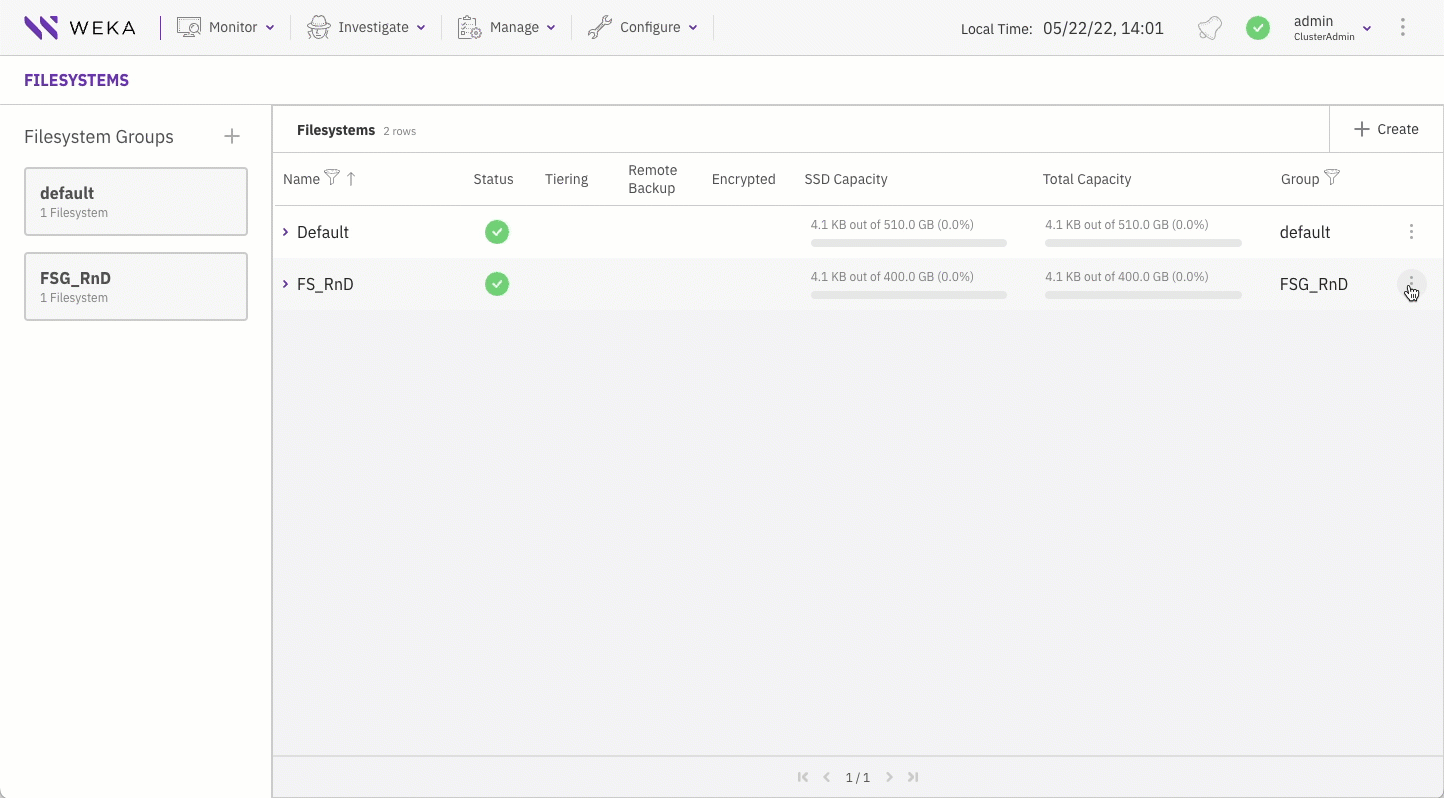 WEKA Monitor Investigate Manage Configure Local Time: 05/22/22, 14:01 admin
ClusterAdmin
FILESYSTEMS
Filesystem Groups
default
1 Filesystem
FSG_RnD
1 Filesystem
Filesystems 2 rows Create
Name Status Tiering Remote Backup Encrypted SSD Capacity Total Capacity Group
Default 4.1 KB out of 510.0 GB (0.0%) 4.1 KB out of 510.0 GB (0.0%) default
FS_RnD 4.1 KB out of 400.0 GB (0.0%) 4.1 KB out of 400.0 GB (0.0%) FSG_RnD
1 / 1